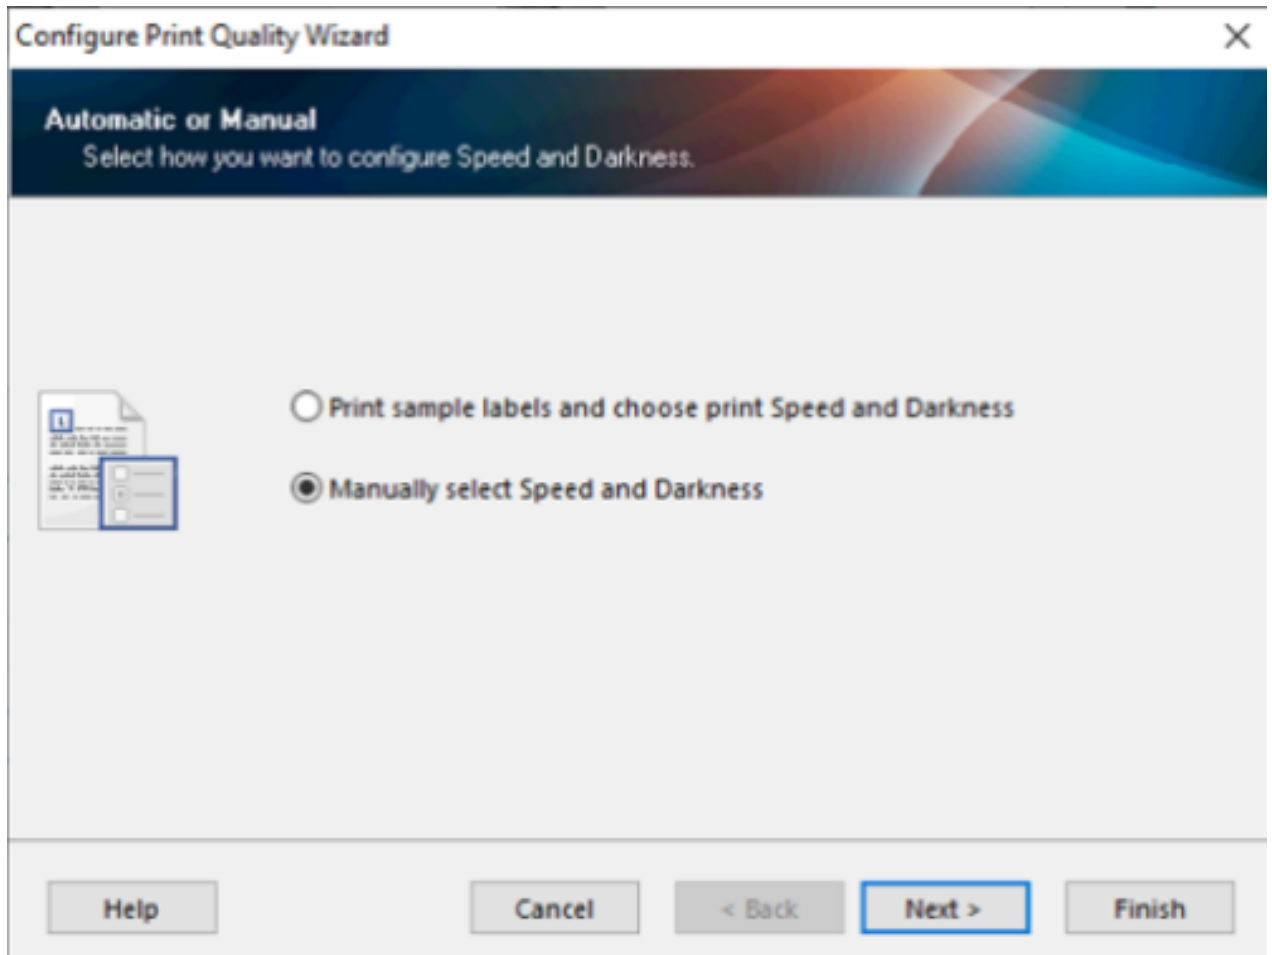 Configure Print Quality Wizard
Automatic or Manual
Select how you want to configure Speed and Darkness.
Print sample labels and choose print Speed and Darkness
Manually select Speed and Darkness
Help
Cancel
< Back
Next >
Finish